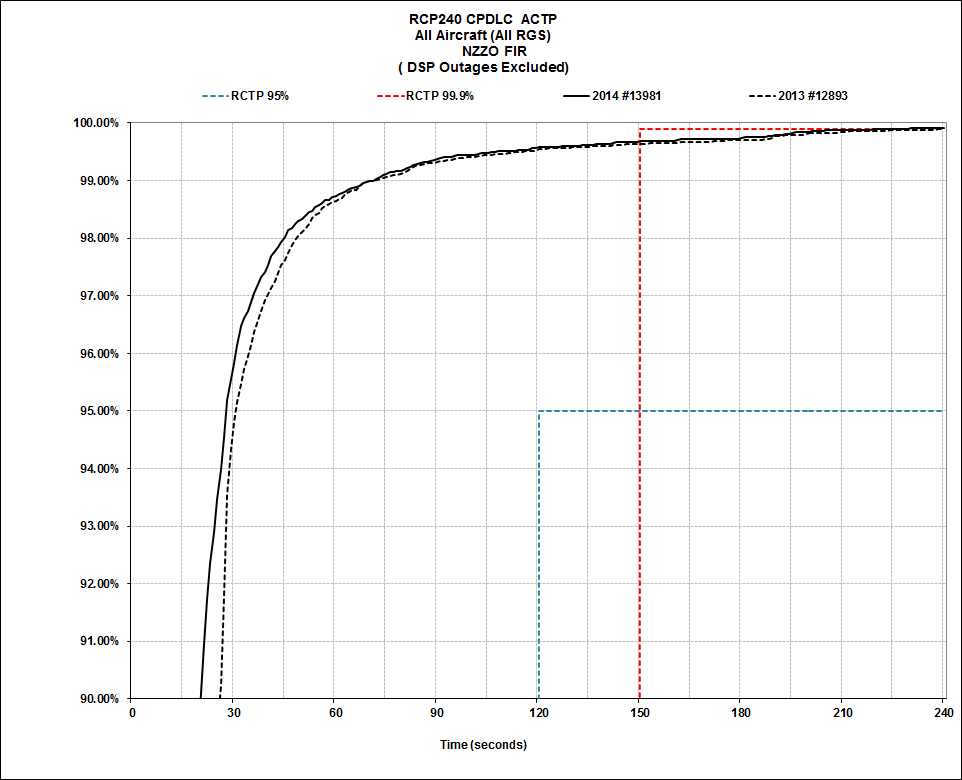 RCP240 CPDLC ACTP
All Aircraft (All RGS)
NZZO FIR
( DSP Outages Excluded)
RCTP 95% RCTP 99.9% 2014 #13981 2013 #12893
100.00%
99.00%
98.00%
97.00%
96.00%
95.00%
94.00%
93.00%
92.00%
91.00%
90.00%
0 30 60 90 120 150 180 210 240
Time (seconds)